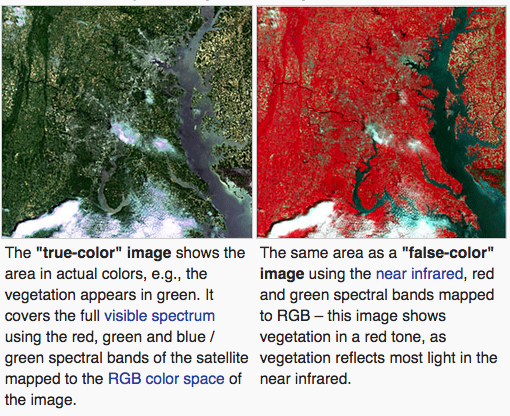 The "true-color" image shows the
area in actual colors, e.g., the
vegetation appears in green. It
covers the full visible spectrum
using the red, green and blue /
green spectral bands of the satellite
mapped to the RGB color space of
the image.
The same area as a "false-color"
image using the near infrared, red
and green spectral bands mapped
to RGB – this image shows
vegetation in a red tone, as
vegetation reflects most light in the
near infrared.